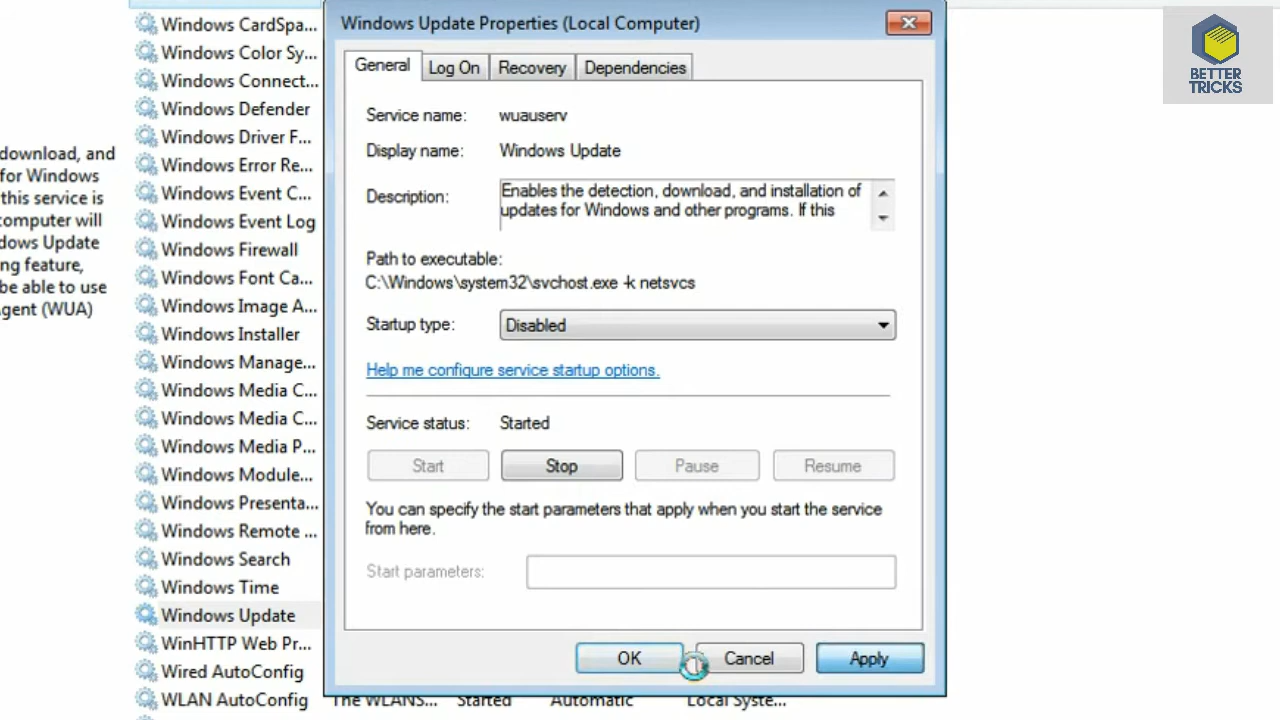 Windows Update Properties (Local Computer)
BETTER
TRICKS
General
Log On
Recovery
Dependencies
Service name:
wuauserv
Display name:
Windows Update
Description:
Enables the detection, download, and installation of
updates for Windows and other programs. If this
Path to executable:
C:\Windows\system32\svchost.exe -k netsvcs
Startup type:
Disabled
Help me configure service startup options.
Service status:
Started
Start
Stop
Pause
Resume
You can specify the start parameters that apply when you start the service
from here.
Start parameters:
OK
Cancel
Apply
download, and
for Windows
this service is
computer will
dows Update
ng feature,
be able to use
gent (WUA)
Windows CardSpa...
Windows Color Sy...
Windows Connect...
Windows Defender
Windows Driver F...
Windows Error Re...
Windows Event C...
Windows Event Log
Windows Firewall
Windows Font Ca...
Windows Image A...
Windows Installer
Windows Manage...
Windows Media C...
Windows Media C...
Windows Media P...
Windows Module...
Windows Presenta...
Windows Remote ...
Windows Search
Windows Time
Windows Update
WinHTTP Web Pr...
Wired AutoConfig
WLAN AutoConfig
The WLANS...
Started
Automatic
Local Syste...